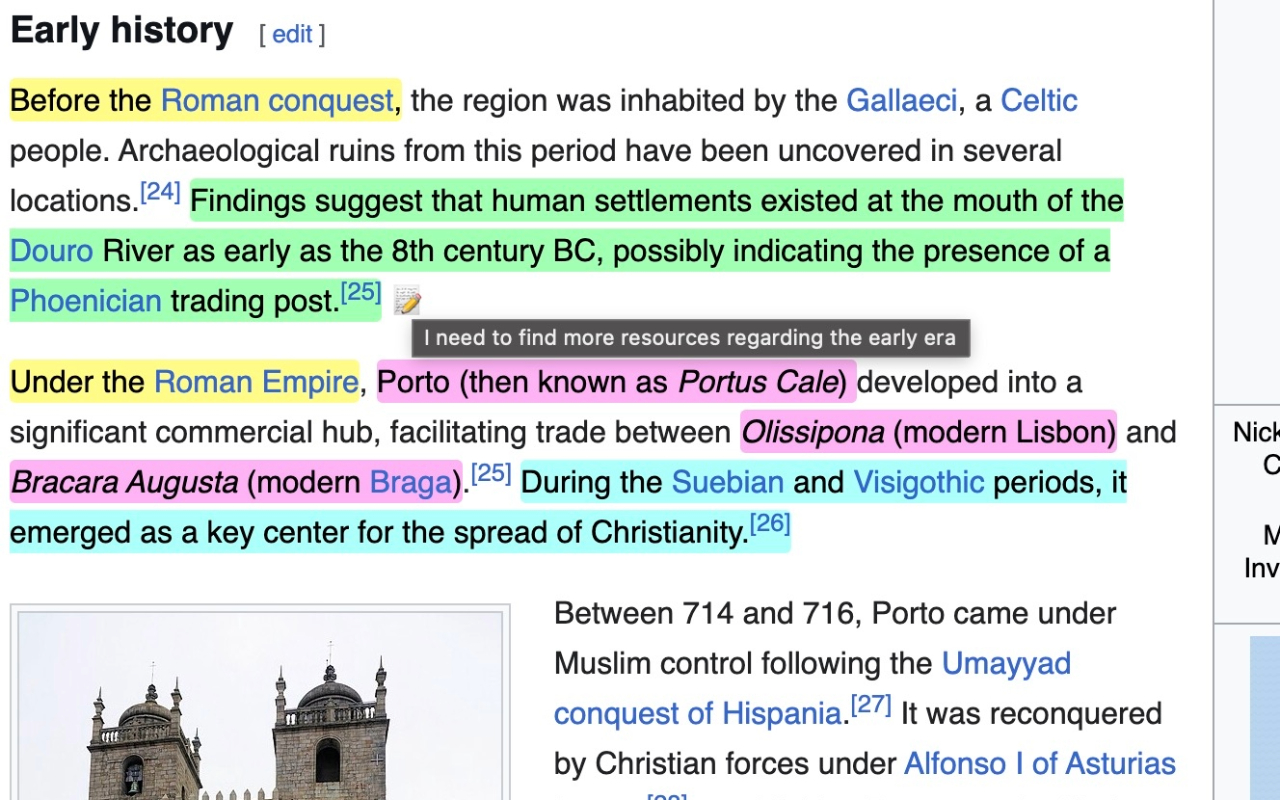 Early history [ edit ]
Before the Roman conquest, the region was inhabited by the Gallaeci, a Celtic
people. Archaeological ruins from this period have been uncovered in several
locations.[24] Findings suggest that human settlements existed at the mouth of the
Douro River as early as the 8th century BC, possibly indicating the presence of a
Phoenician trading post.[25]
I need to find more resources regarding the early era
Under the Roman Empire, Porto (then known as Portus Cale) developed into a
significant commercial hub, facilitating trade between Olissipona (modern Lisbon) and
Bracara Augusta (modern Braga).[25] During the Suebian and Visigothic periods, it
emerged as a key center for the spread of Christianity.[26]
Between 714 and 716, Porto came under
Muslim control following the Umayyad
conquest of Hispania.[27] It was reconquered
by Christian forces under Alfonso I of Asturias
Nick
C
M
Inv